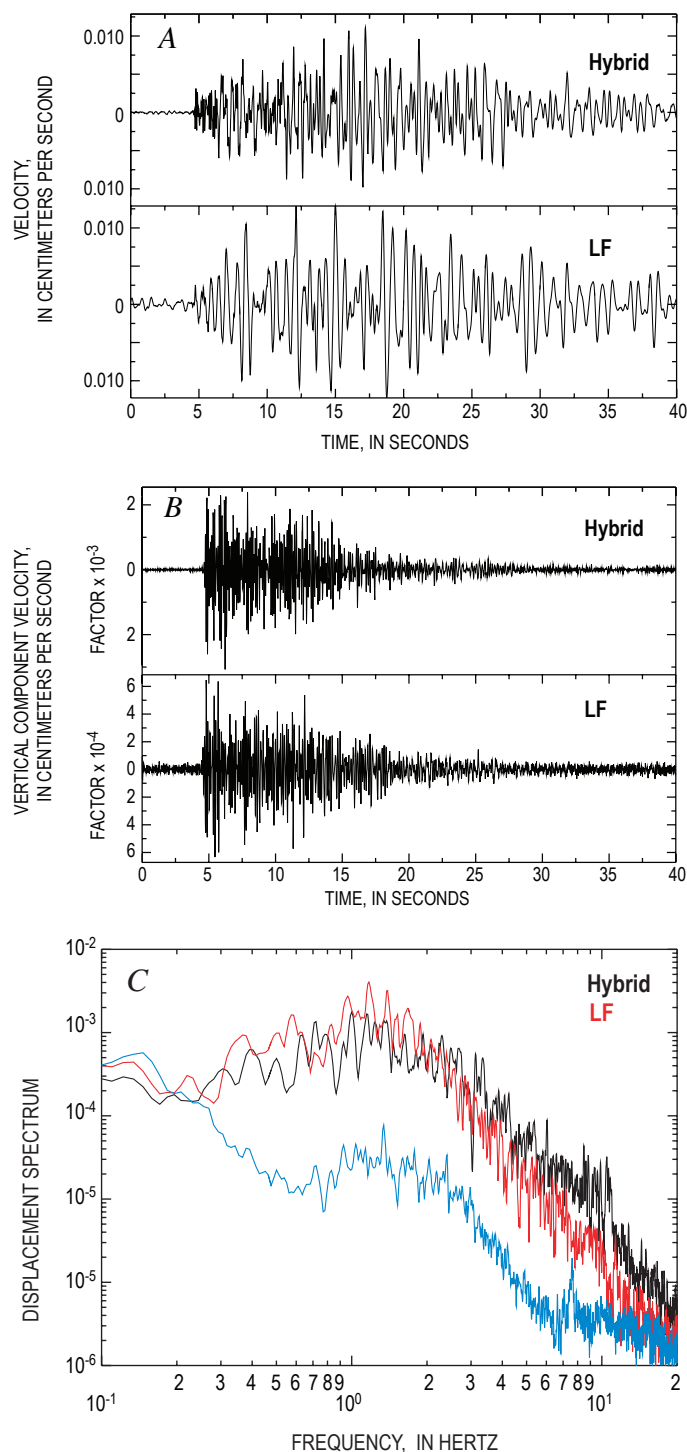 A
Hybrid
0.010
0
0.010
VELOCITY,
IN CENTIMETERS PER SECOND
LF
0.010
0
0.010
0 5 10 15 20 25 30 35 40
TIME, IN SECONDS
B
Hybrid
2
0
2
FACTOR x 10-3
VERTICAL COMPONENT VELOCITY,
IN CENTIMETERS PER SECOND
LF
6
4
2
0
2
4
6
FACTOR x 10-4
0 5 10 15 20 25 30 35 40
TIME, IN SECONDS
C
Hybrid
LF
10-2
10-3
10-4
10-5
10-5
10-6
DISPLACEMENT SPECTRUM
2 3 4 5 6 7 8 9 2 3 4 5 6 7 8 9 2
10-1 100 101
FREQUENCY, IN HERTZ